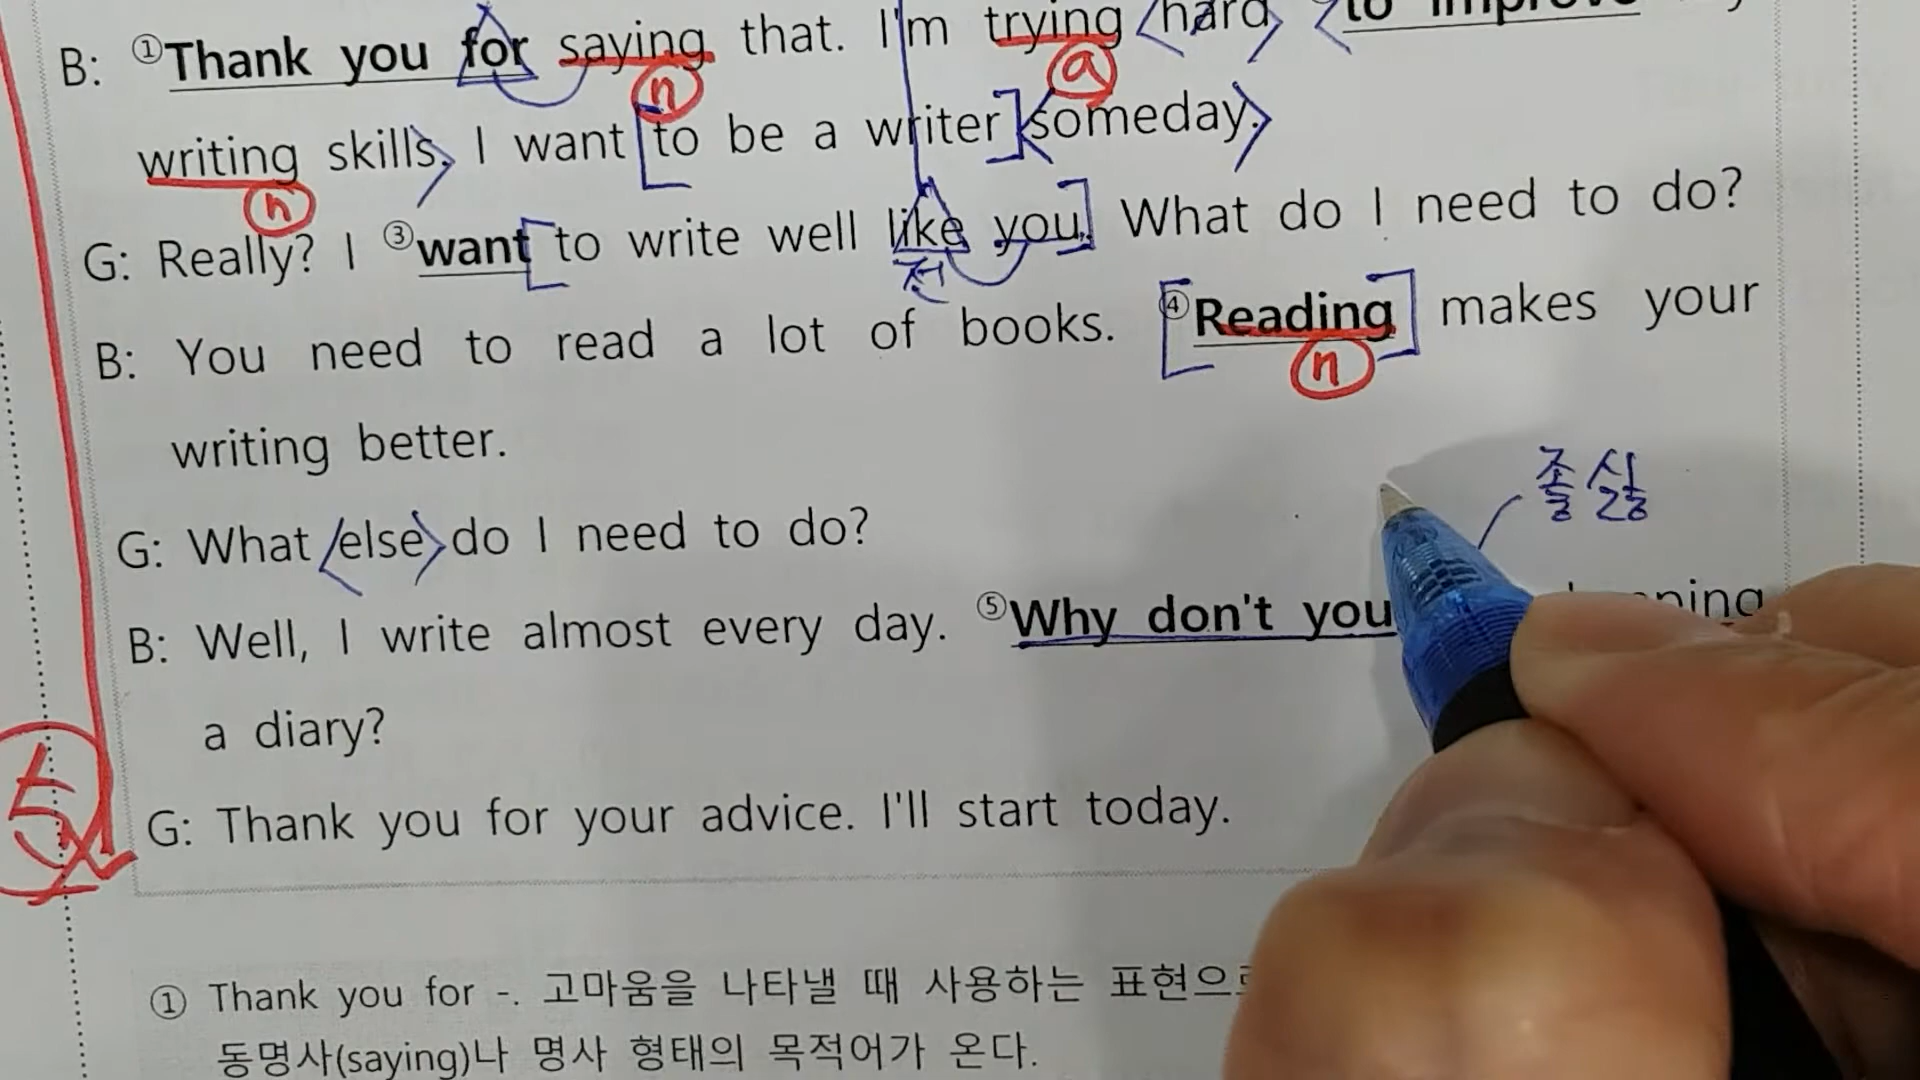 B: ①Thank you for saying that. I'm trying hard to improve
n a
writing skills. I want to be a writer someday.
n
G: Really? I ③want to write well like you. What do I need to do?
전
B: You need to read a lot of books. ④Reading makes your
n
writing better.
졸싫
G: What else do I need to do?
B: Well, I write almost every day. ⑤Why don't you
a diary?
5
G: Thank you for your advice. I'll start today.
① Thank you for -. 고마움을 나타낼 때 사용하는 표현으로
동명사(saying)나 명사 형태의 목적어가 온다.